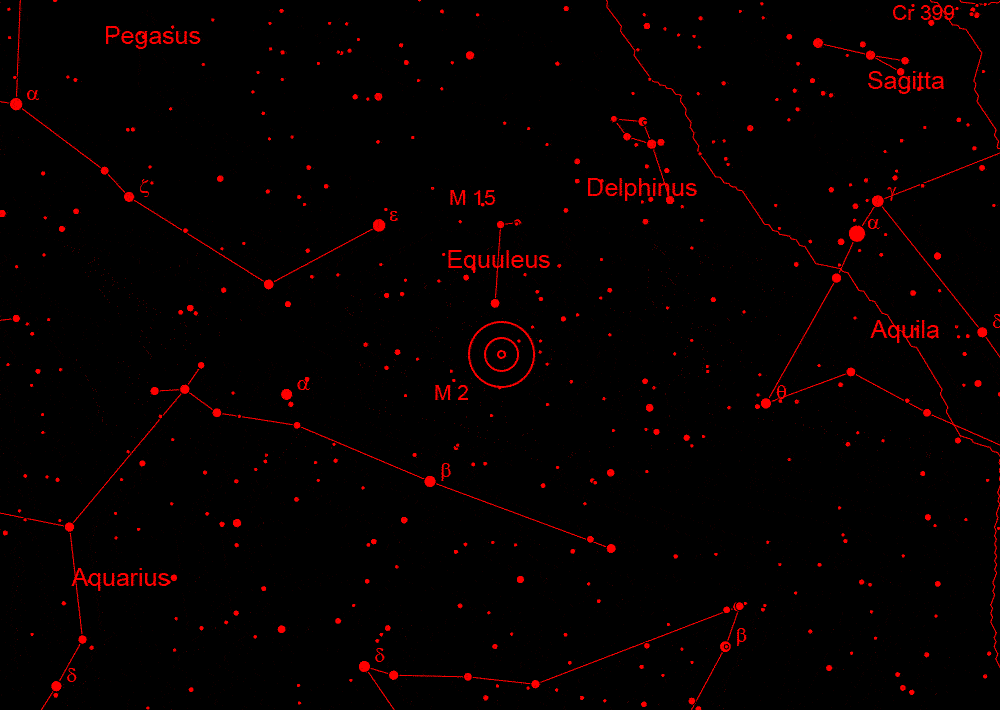 Cr 399
Pegasus
Sagitta
α
ζ
Delphinus
M 15
γ
ε
α
Equuleus
δ
Aquila
α
M 2
θ
β
Aquarius
β
δ
δ